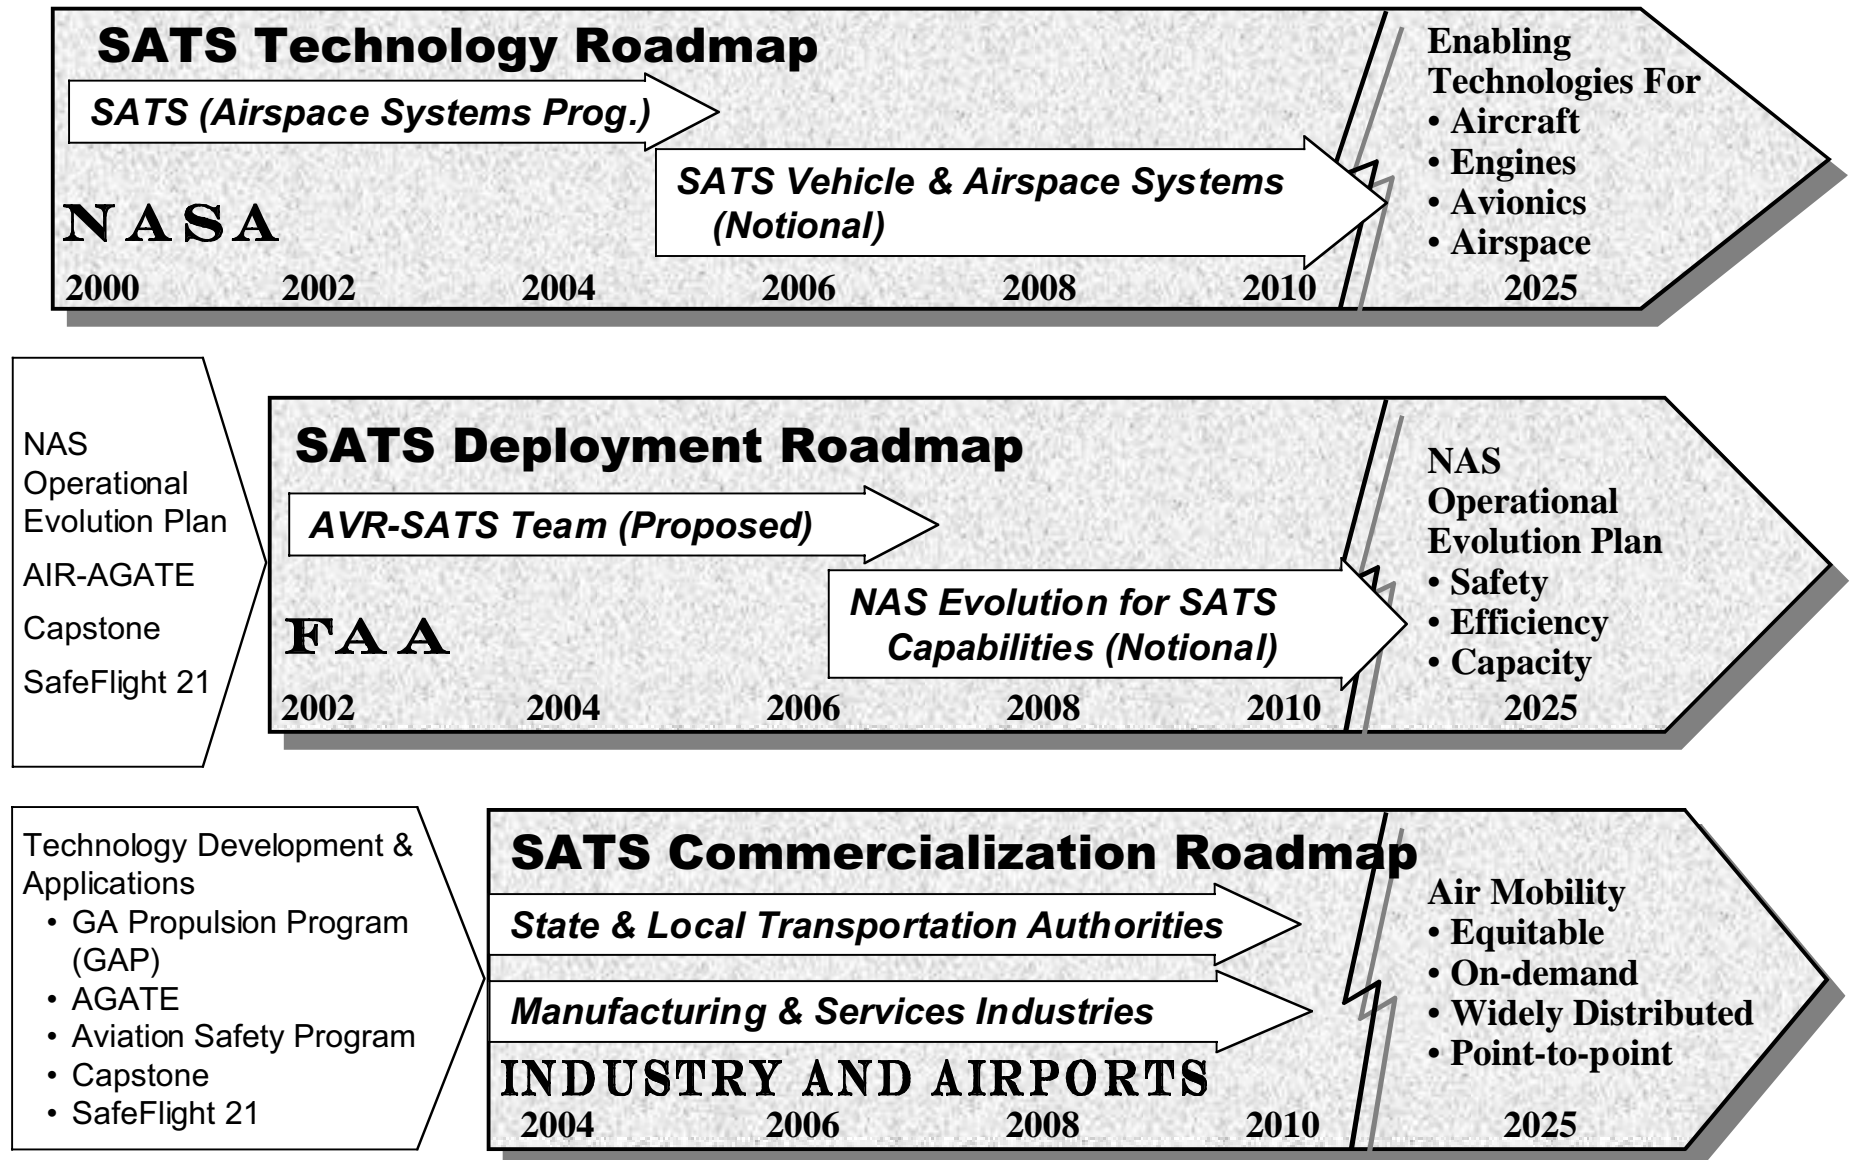 SATS Technology Roadmap
SATS (Airspace Systems Prog.)
SATS Vehicle & Airspace Systems
(Notional)
NASA
2000 2002 2004 2006 2008 2010 2025
Enabling
Technologies For
• Aircraft
• Engines
• Avionics
• Airspace
NAS
Operational
Evolution Plan
AIR-AGATE
Capstone
SafeFlight 21
SATS Deployment Roadmap
AVR-SATS Team (Proposed)
NAS Evolution for SATS
Capabilities (Notional)
FAA
2002 2004 2006 2008 2010 2025
NAS
Operational
Evolution Plan
• Safety
• Efficiency
• Capacity
Technology Development &
Applications
• GA Propulsion Program
(GAP)
• AGATE
• Aviation Safety Program
• Capstone
• SafeFlight 21
SATS Commercialization Roadmap
State & Local Transportation Authorities
Manufacturing & Services Industries
INDUSTRY AND AIRPORTS
2004 2006 2008 2010 2025
Air Mobility
• Equitable
• On-demand
• Widely Distributed
• Point-to-point